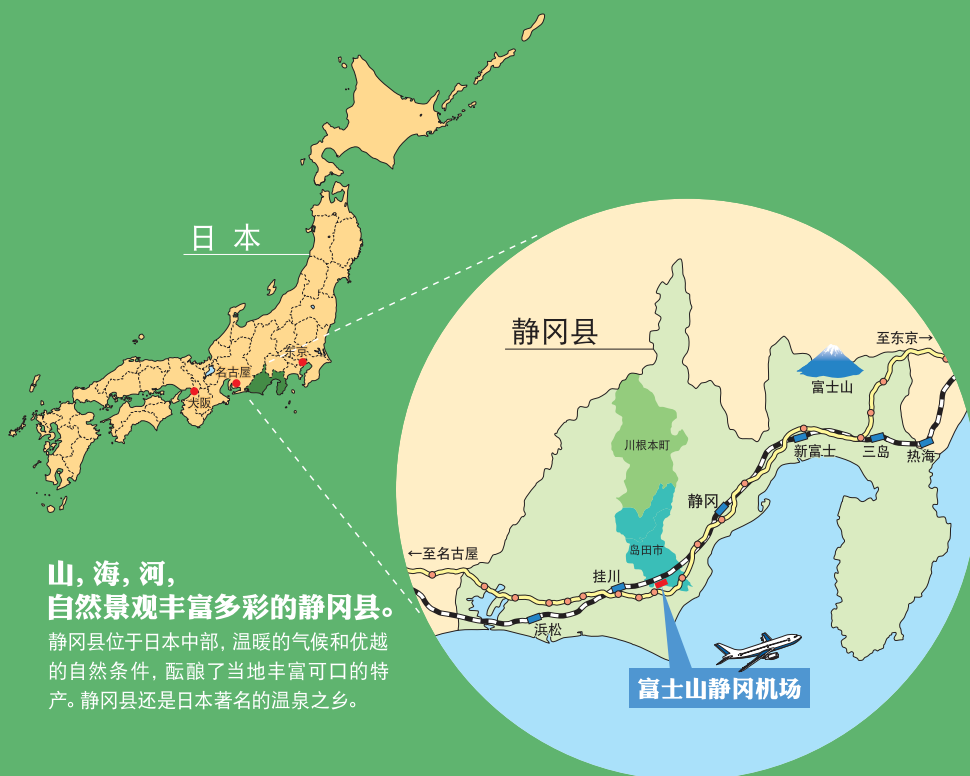 日 本
东京
名古屋
大阪
静冈县
至东京→
富士山
川根本町
新富士
三岛
热海
静冈
岛田市
←至名古屋
挂川
浜松
富士山静冈机场
山，海，河，
自然景观丰富多彩的静冈县。
静冈县位于日本中部，温暖的气候和优越
的自然条件，酝酿了当地丰富可口的特
产。静冈县还是日本著名的温泉之乡。